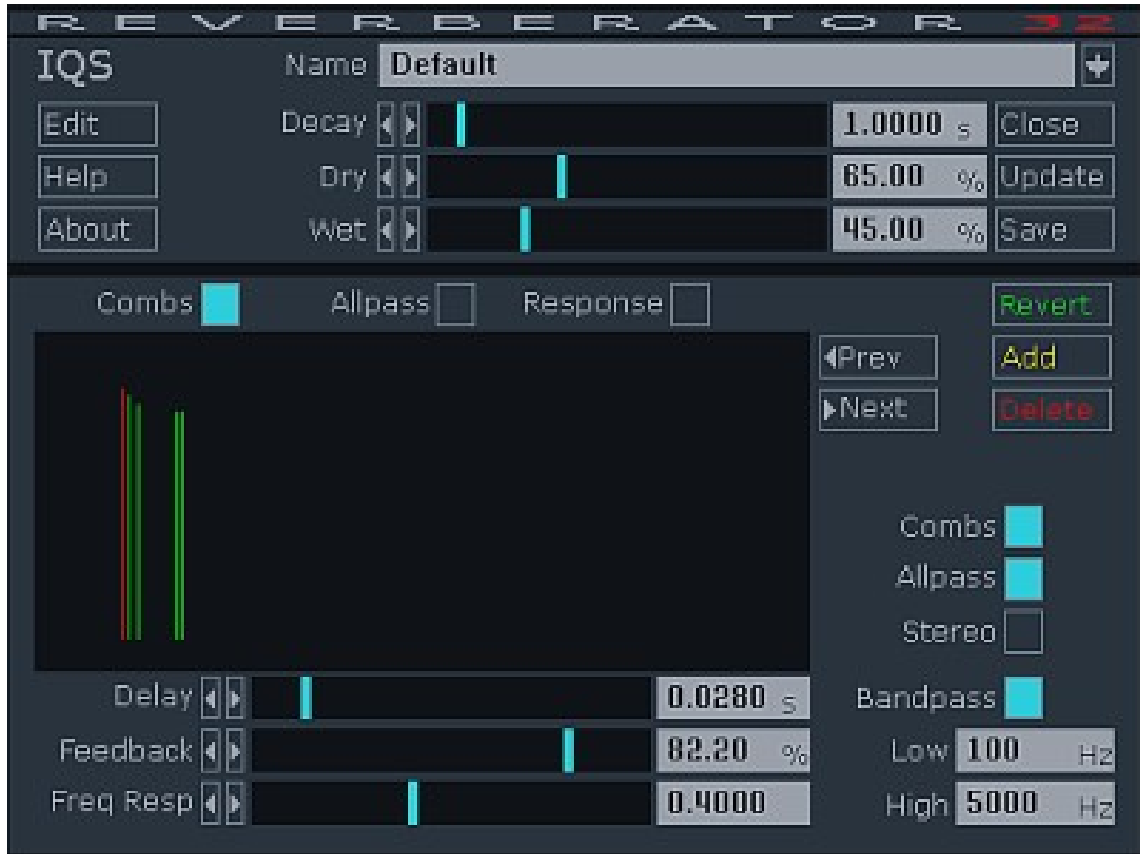 REVERBERATOR 32
IQS Name Default
Edit Decay 1.0000 s Close
Help Dry 65.00 % Update
About Wet 45.00 % Save
Combs Allpass Response Revert
Prev Add
Next Delete
Combs
Allpass
Stereo
Delay 0.0280 s Bandpass
Feedback 82.20 % Low 100 Hz
Freq Resp 0.4000 High 5000 Hz